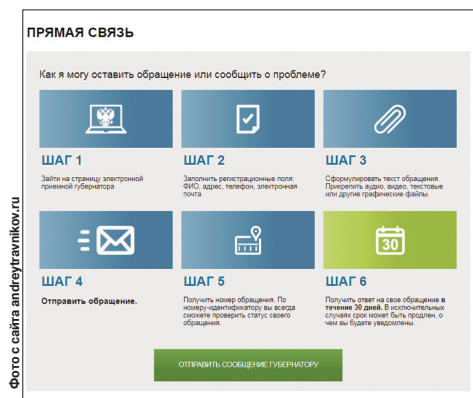 ПРЯМАЯ СВЯЗЬ
Как я могу оставить обращение или сообщить о проблеме?
ШАГ 1
Зайти на страницу электронной
приемной губернатора
ШАГ 2
Заполнить регистрационные поля:
ФИО, адрес, телефон, электронная
почта
ШАГ 3
Сформулировать текст обращения.
Прикрепить аудио, видео, текстовые
или другие графические файлы.
ШАГ 4
Отправить обращение.
ШАГ 5
Получить номер обращения. По
номеру-идентификатору вы всегда
сможете проверить статус своего
обращения.
30
ШАГ 6
Получить ответ на свое обращение в
течение 30 дней. В исключительных
случаях срок может быть продлен, о
чем вы будете уведомлены.
ОТПРАВИТЬ СООБЩЕНИЕ ГУБЕРНАТОРУ
Фото с сайта andreytravnikov.ru